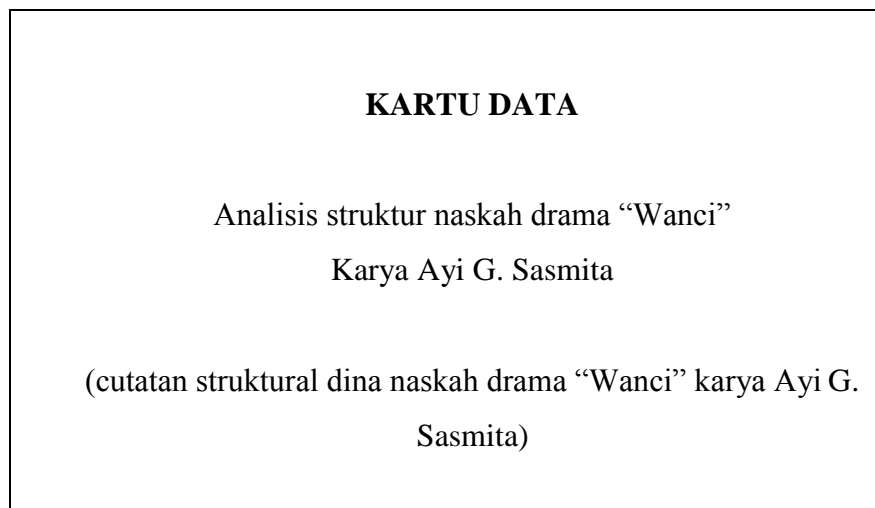 KARTU DATA
Analisis struktur naskah drama “Wanci”
Karya Ayi G. Sasmita
(cutatan struktural dina naskah drama “Wanci” karya Ayi G.
Sasmita)